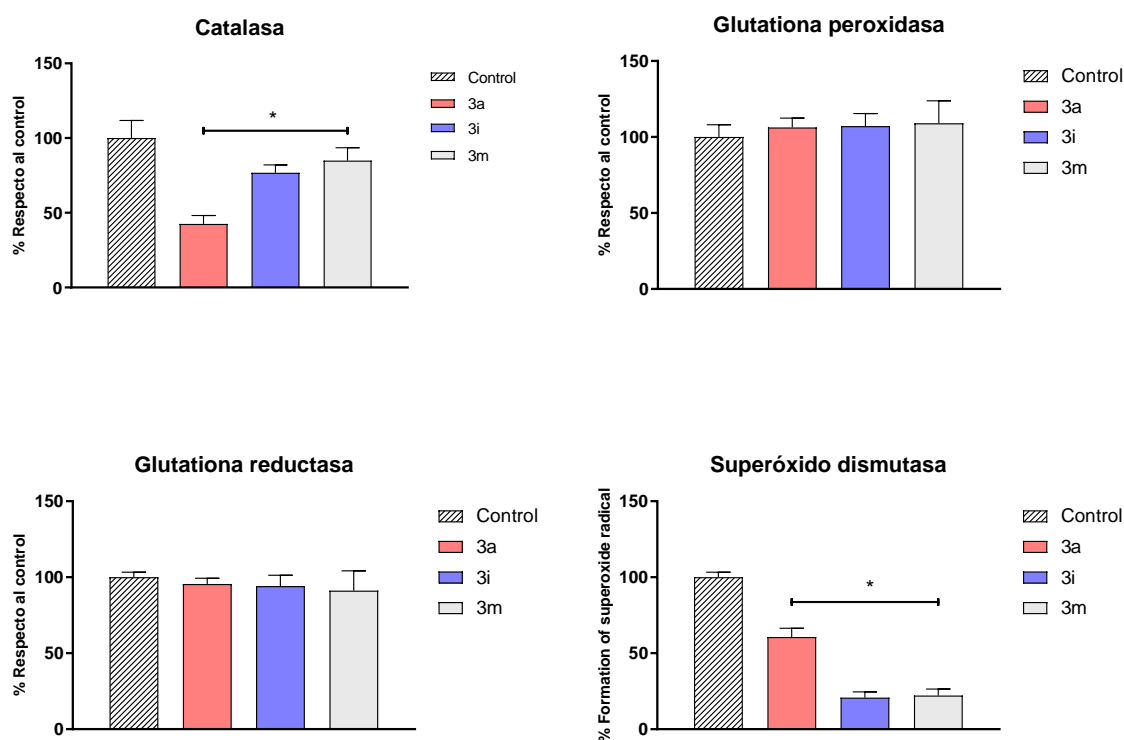 Catalasa
% Respecto al control
150
100
50
0
*
Control
3a
3i
3m
Glutationa peroxidasa
% Respecto al control
150
100
50
0
Control
3a
3i
3m
Glutationa reductasa
% Respecto al control
150
100
50
0
Control
3a
3i
3m
Superóxido dismutasa
% Formation of superoxide radical
150
100
50
0
*
Control
3a
3i
3m